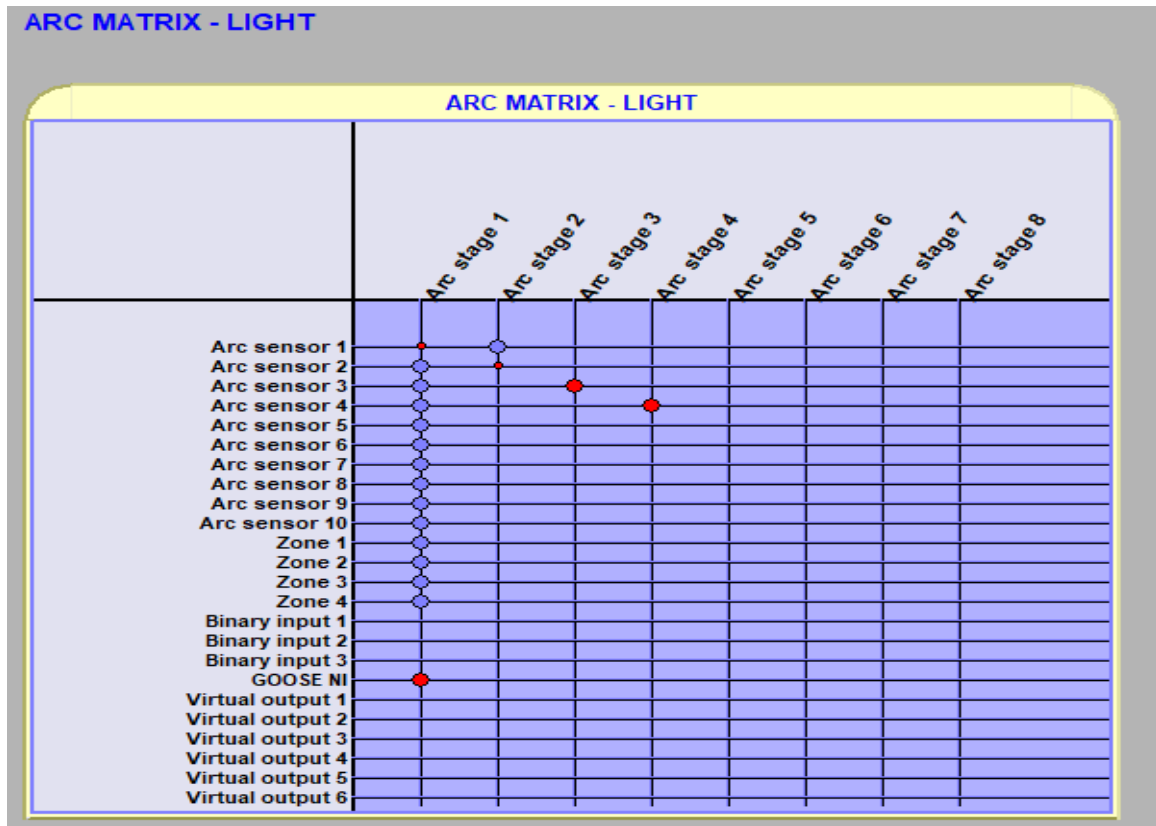 ARC MATRIX - LIGHT
ARC MATRIX - LIGHT
Arc stage 1
Arc stage 2
Arc stage 3
Arc stage 4
Arc stage 5
Arc stage 6
Arc stage 7
Arc stage 8
Arc sensor 1
Arc sensor 2
Arc sensor 3
Arc sensor 4
Arc sensor 5
Arc sensor 6
Arc sensor 7
Arc sensor 8
Arc sensor 9
Arc sensor 10
Zone 1
Zone 2
Zone 3
Zone 4
Binary input 1
Binary input 2
Binary input 3
GOOSE NI
Virtual output 1
Virtual output 2
Virtual output 3
Virtual output 4
Virtual output 5
Virtual output 6